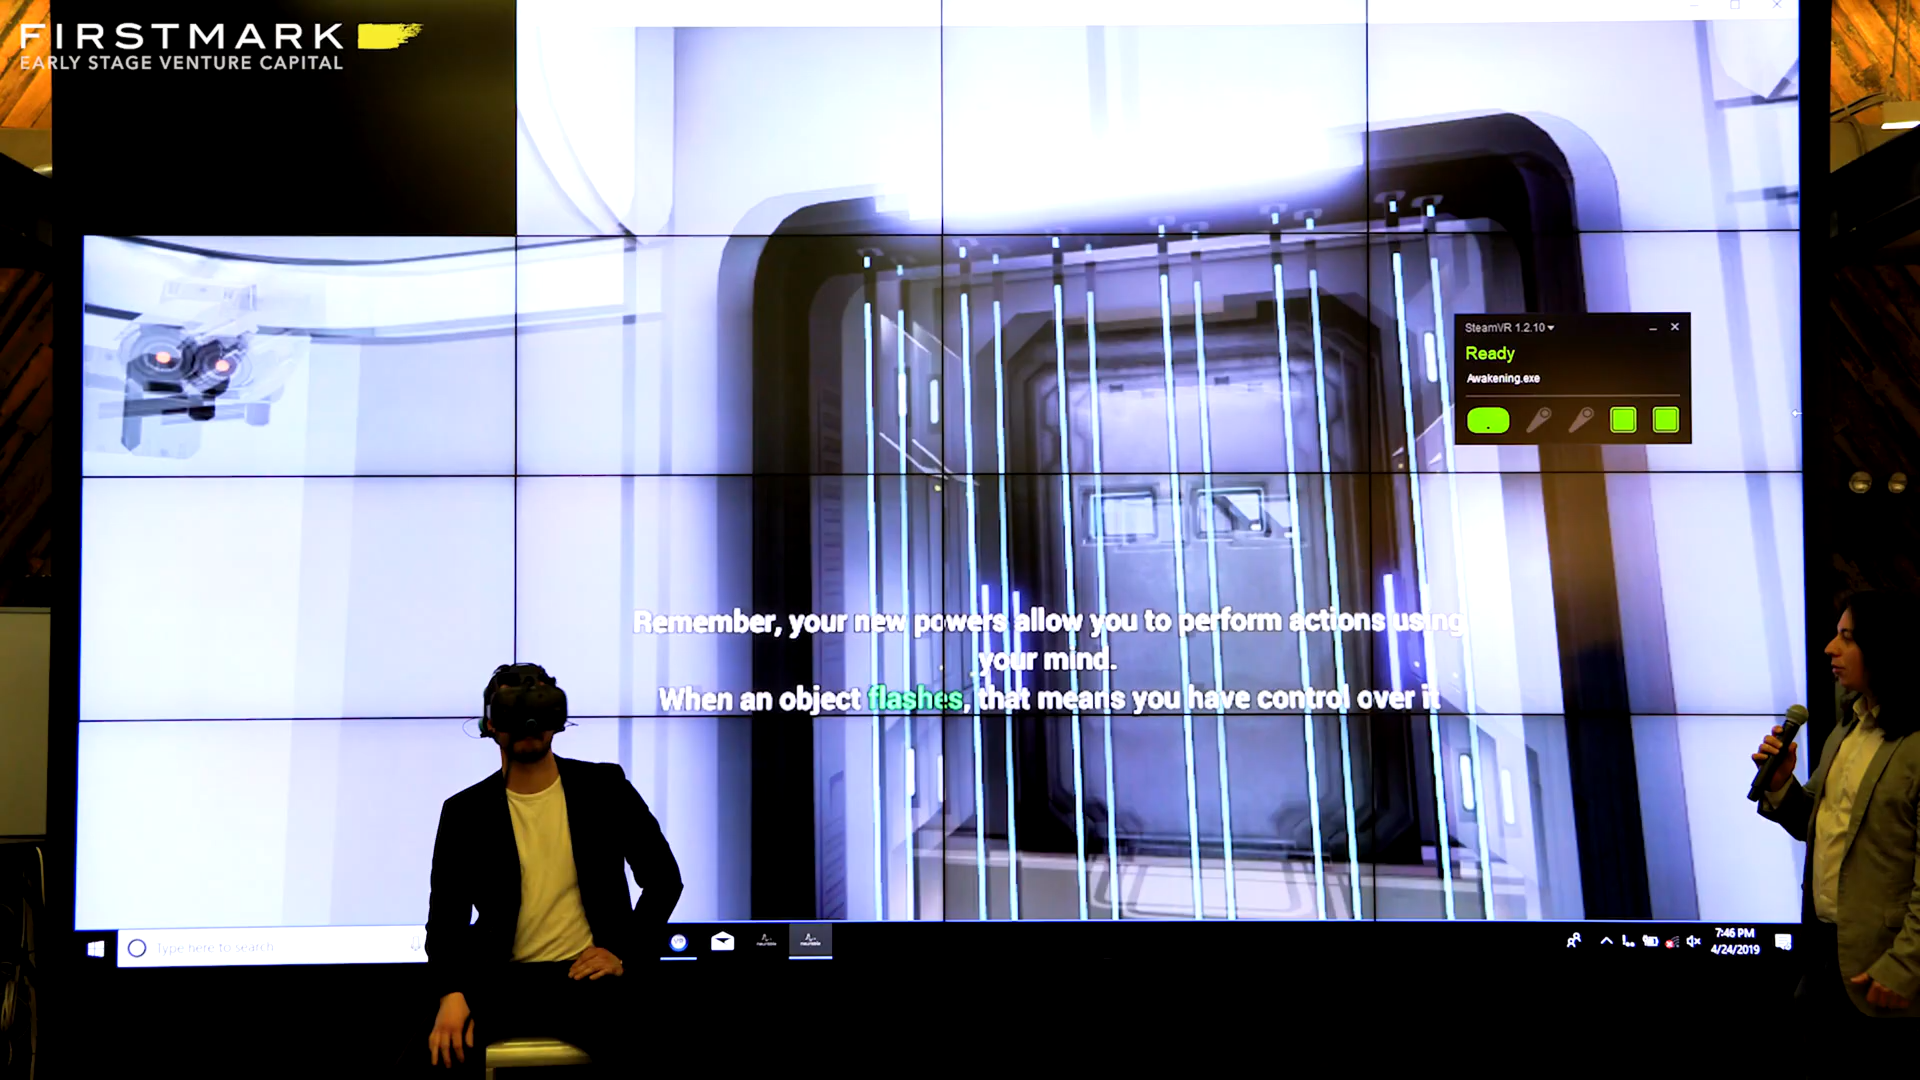 FIRSTMARK
EARLY STAGE VENTURE CAPITAL
SteamVR 1.2.10
Ready
Awakening.exe
Remember, your new powers allow you to perform actions using
your mind.
When an object flashes, that means you have control over it
Type here to search
7:46 PM
4/24/2019